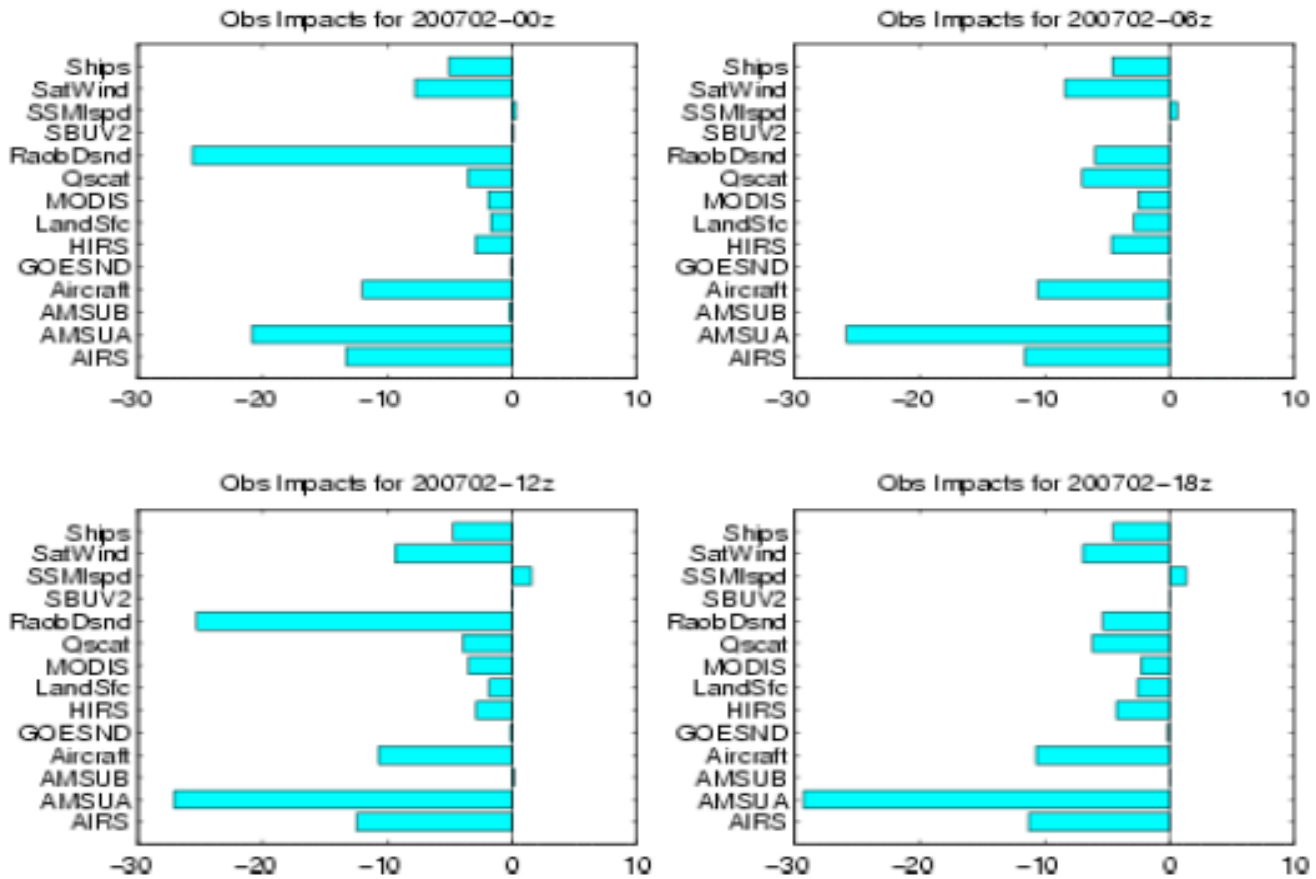 Obs Impacts for 200702-00z
-30 -20 -10 0 10
Ships
SatWind
SSMIspd
SBUV2
RaobDsnd
Qscat
MODIS
LandSfc
HIRS
GOESND
Aircraft
AMSUB
AMSUA
AIRS
-30 -20 -10 0 10
Obs Impacts for 200702-06z
Ships
SatWind
SSMIspd
SBUV2
RaobDsnd
Qscat
MODIS
LandSfc
HIRS
GOESND
Aircraft
AMSUB
AMSUA
AIRS
-30 -20 -10 0 10
Obs Impacts for 200702-12z
Ships
SatWind
SSMIspd
SBUV2
RaobDsnd
Qscat
MODIS
LandSfc
HIRS
GOESND
Aircraft
AMSUB
AMSUA
AIRS
-30 -20 -10 0 10
Obs Impacts for 200702-18z
Ships
SatWind
SSMIspd
SBUV2
RaobDsnd
Qscat
MODIS
LandSfc
HIRS
GOESND
Aircraft
AMSUB
AMSUA
AIRS
-30 -20 -10 0 10